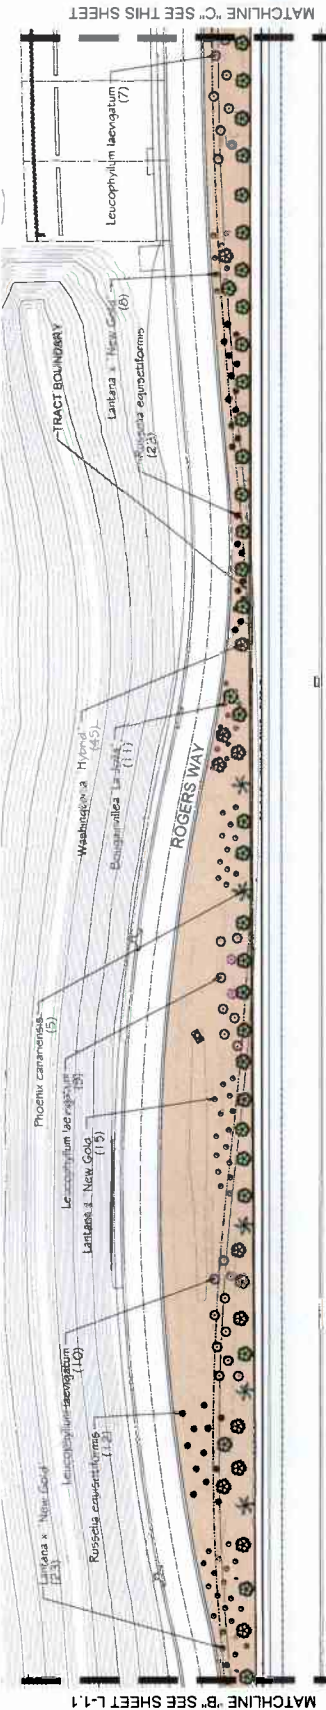 MATCHLINE "C" SEE THIS SHEET
Leucophyllum laevigatum
(7)
Lantana x New Gold
(8)
TRACT BOUNDARY
Russelia equisetiformis
Washingtonia Hybrid
(45)
Bougainvillea La Jolla
(11)
ROGERS WAY
Phoenix canariensis
(5)
Leucophyllum laevigatum
(9)
Lantana x New Gold
(15)
Leucophyllum laevigatum
(10)
Russelia equisetiformis
(12)
Lantana x New Gold
(23)
MATCHLINE "B" SEE SHEET L-1.1